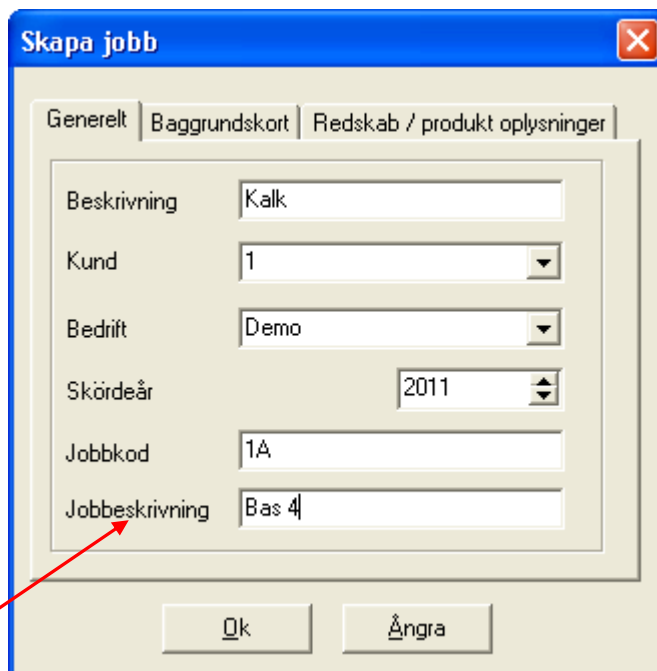 Skapa jobb
Generelt Baggrundskort Redskab / produkt oplysninger
Beskrivning Kalk
Kund 1
Bedrift Demo
Skördeår 2011
Jobbkod 1A
Jobbeskrivning Bas 4
Ok Ångra